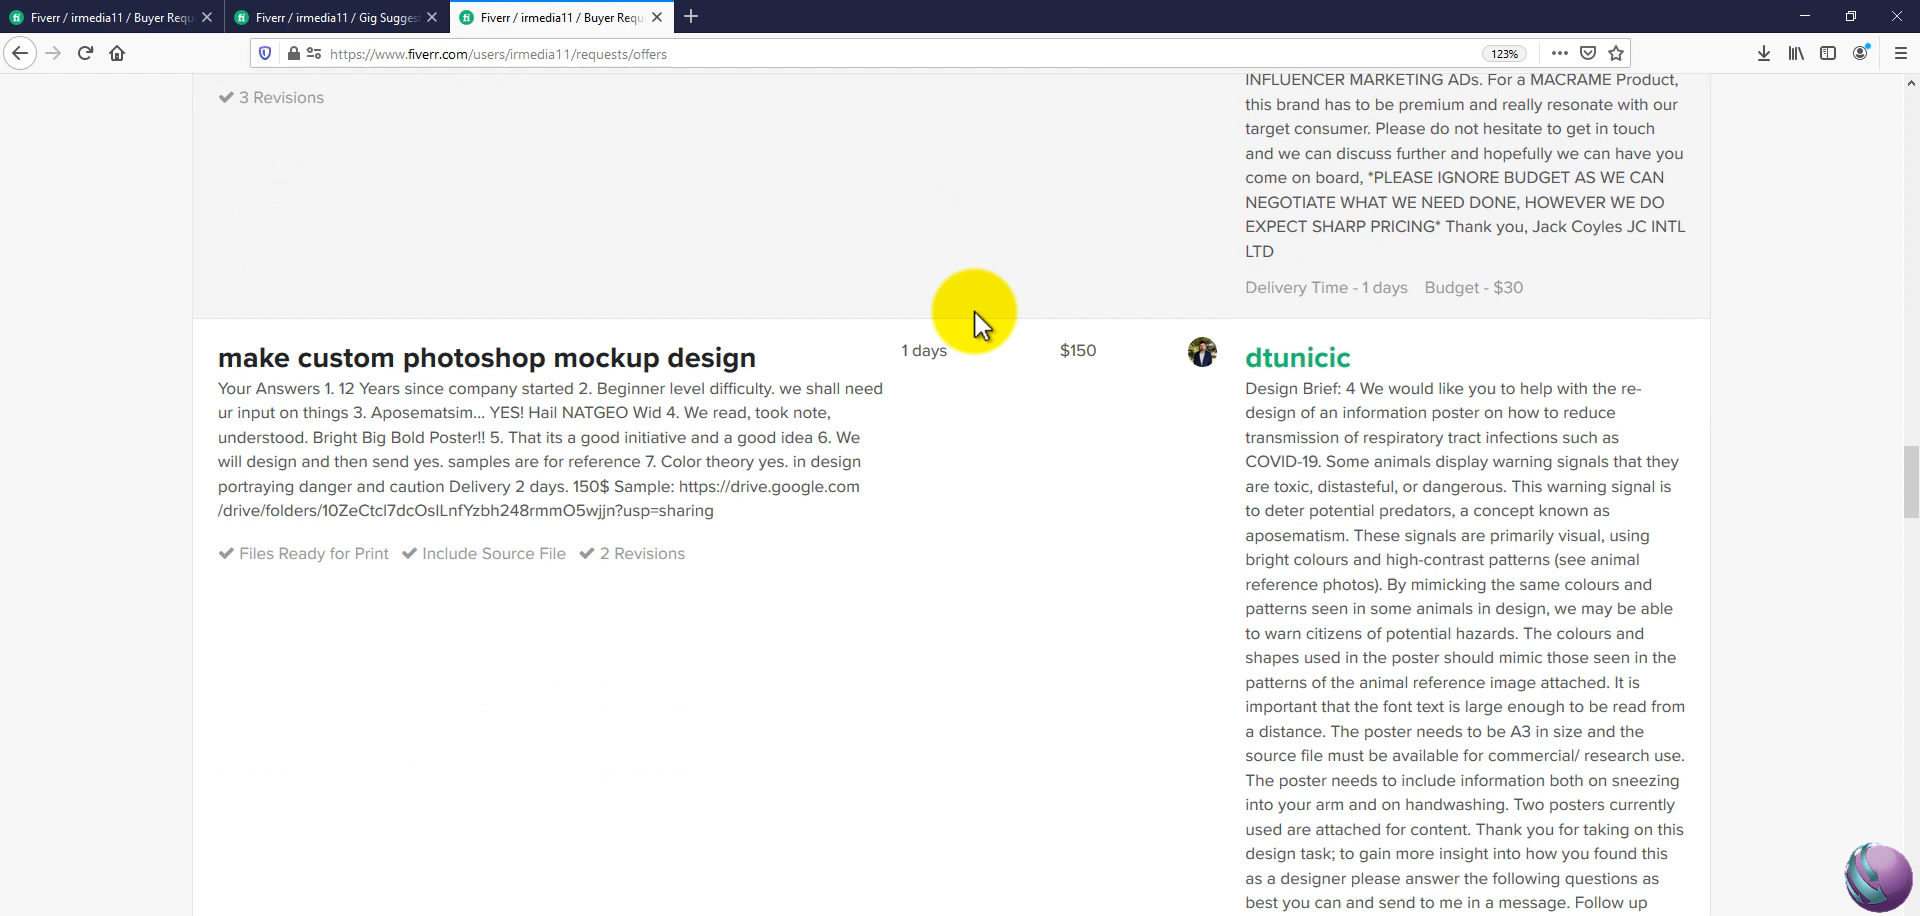 Fiverr / irmedia11 / Buyer Requ
Fiverr / irmedia11 / Gig Sugges
Fiverr / irmedia11 / Buyer Requ
https://www.fiverr.com/users/irmedia11/requests/offers
123%
3 Revisions
INFLUENCER MARKETING ADs. For a MACRAME Product,
this brand has to be premium and really resonate with our
target consumer. Please do not hesitate to get in touch
and we can discuss further and hopefully we can have you
come on board, *PLEASE IGNORE BUDGET AS WE CAN
NEGOTIATE WHAT WE NEED DONE, HOWEVER WE DO
EXPECT SHARP PRICING* Thank you, Jack Coyles JC INTL
LTD
Delivery Time - 1 days Budget - $30
make custom photoshop mockup design
Your Answers 1. 12 Years since company started 2. Beginner level difficulty. we shall need
ur input on things 3. Aposematsim... YES! Hail NATGEO Wid 4. We read, took note,
understood. Bright Big Bold Poster!! 5. That its a good initiative and a good idea 6. We
will design and then send yes. samples are for reference 7. Color theory yes. in design
portraying danger and caution Delivery 2 days. 150$ Sample: https://drive.google.com
/drive/folders/10ZeCtcl7dcOslLnfYzbh248rmmO5wjjn?usp=sharing
Files Ready for Print Include Source File 2 Revisions
1 days
$150
dtunicic
Design Brief: 4 We would like you to help with the re-
design of an information poster on how to reduce
transmission of respiratory tract infections such as
COVID-19. Some animals display warning signals that they
are toxic, distasteful, or dangerous. This warning signal is
to deter potential predators, a concept known as
aposematism. These signals are primarily visual, using
bright colours and high-contrast patterns (see animal
reference photos). By mimicking the same colours and
patterns seen in some animals in design, we may be able
to warn citizens of potential hazards. The colours and
shapes used in the poster should mimic those seen in the
patterns of the animal reference image attached. It is
important that the font text is large enough to be read from
a distance. The poster needs to be A3 in size and the
source file must be available for commercial/ research use.
The poster needs to include information both on sneezing
into your arm and on handwashing. Two posters currently
used are attached for content. Thank you for taking on this
design task; to gain more insight into how you found this
as a designer please answer the following questions as
best you can and send to me in a message. Follow up